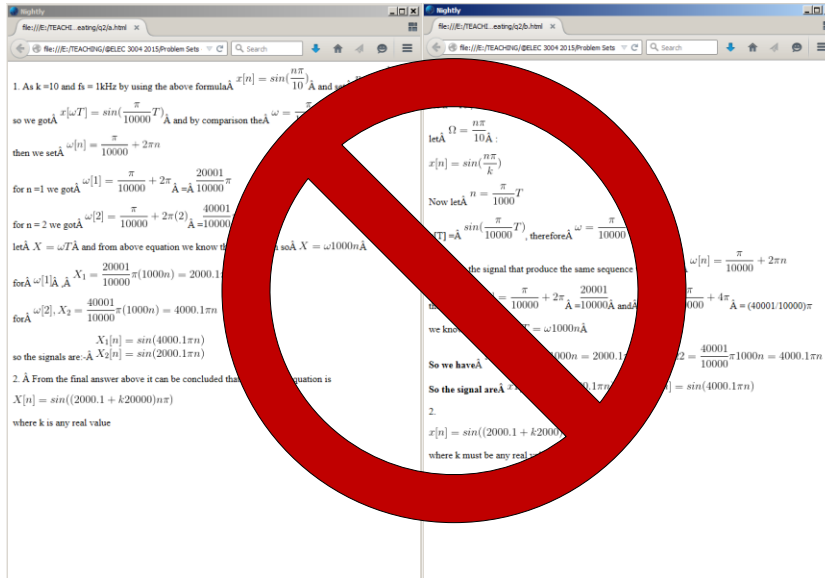 Nightly
file:///E:/TEACHI...eating/q2/a.html ×
file:///E:/TEACHING/@ELEC 3004 2015/Problem Sets
Search
1. As k =10 and fs = 1kHz by using the above formulaÂ x[n] = sin(nπ/10)Â and
so we gotÂ x[ωT] = sin(π/10000 T)Â and by comparison theÂ ω =
then we setÂ ω[n] = π/10000 + 2πn
for n =1 we gotÂ ω[1] = π/10000 + 2πÂ =Â 20001/10000 π
for n = 2 we gotÂ ω[2] = π/10000 + 2π(2)Â =40001/10000
letÂ X = ωTÂ and from above equation we know soÂ X = ω1000nÂ
forÂ ω[1]Â ,Â X₁ = 20001/10000 π(1000n) = 2000.1
forÂ ω[2], X₂ = 40001/10000 π(1000n) = 4000.1πn
X₁[n] = sin(4000.1πn)
so the signals are:-Â X₂[n] = sin(2000.1πn)
2. Â From the final answer above it can be concluded equation is
X[n] = sin((2000.1 + k20000)nπ)
where k is any real value
Nightly
file:///E:/TEACHI...eating/q2/b.html ×
file:///E:/TEACHING/@ELEC 3004 2015/Problem Sets
Search
letÂ Ω = nπ/10Â :
x[n] = sin(nπ/k)
Now letÂ n = π/1000 T
[T] =Â sin(π/10000 T), thereforeÂ ω = π/10000
the signal that produce the same sequence ω[n] = π/10000 + 2πn
= π/10000 + 2πÂ =20001/10000Â andÂ π/ + 4πÂ = (40001/10000)π
we = ω1000nÂ
So we haveÂ 1000n = 2000.1 2 = 40001/10000 π1000n = 4000.1πn
So the signal areÂ 0.1πn = sin(4000.1πn)
2.
x[n] = sin((2000.1 + k2000
where k must be any real